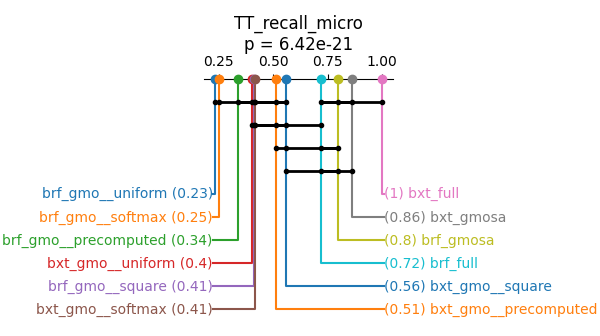 TT_recall_micro
p = 6.42e-21
0.25 0.50 0.75 1.00
brf_gmo__uniform (0.23) (1) bxt_full
brf_gmo__softmax (0.25) (0.86) bxt_gmosa
brf_gmo__precomputed (0.34) (0.8) brf_gmosa
bxt_gmo__uniform (0.4) (0.72) brf_full
brf_gmo__square (0.41) (0.56) bxt_gmo__square
bxt_gmo__softmax (0.41) (0.51) bxt_gmo__precomputed